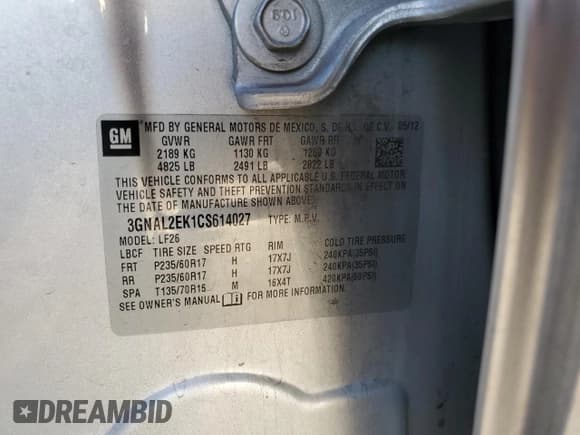 10.9
GM
MFD BY GENERAL MOTORS DE MEXICO, S. DE R.L. DE C.V. 05/12
GVWR GAWR FRT GAWR RR
2189 KG 1130 KG 1280 KG
4825 LB 2491 LB 2822 LB
THIS VEHICLE CONFORMS TO ALL APPLICABLE U.S. FEDERAL MOTOR
VEHICLE SAFETY AND THEFT PREVENTION STANDARDS IN EFFECT
ON THE DATE OF MANUFACTURE SHOWN ABOVE.
3GNAL2EK1CS614027 TYPE: M.P.V.
MODEL: LF26
LBCF TIRE SIZE SPEED RTG RIM COLD TIRE PRESSURE
FRT P235/60R17 H 17X7J 240KPA(35PSI)
RR P235/60R17 H 17X7J 240KPA(35PSI)
SPA T135/70R16 M 16X4T 420KPA(60PSI)
SEE OWNER'S MANUAL i FOR MORE INFORMATION.
DREAMBID